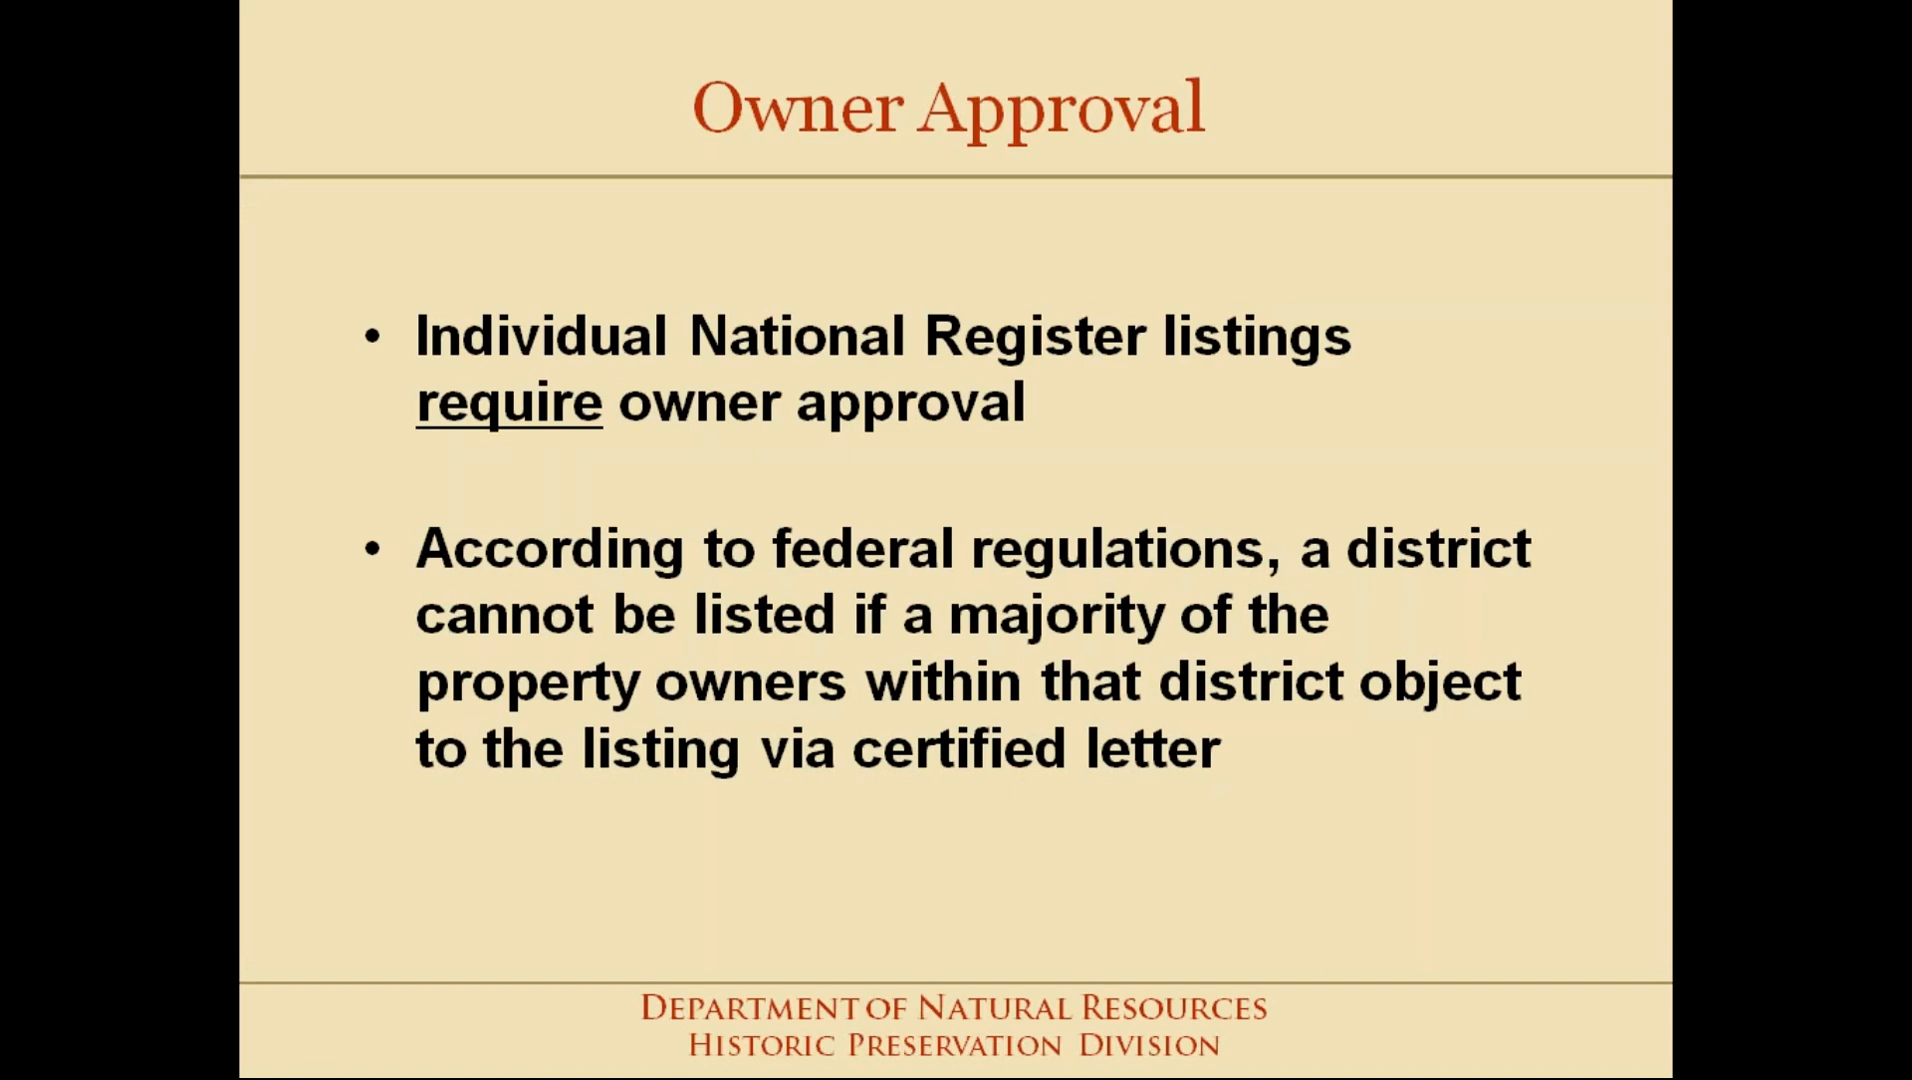 Owner Approval
• Individual National Register listings
require owner approval
• According to federal regulations, a district
cannot be listed if a majority of the
property owners within that district object
to the listing via certified letter
DEPARTMENT OF NATURAL RESOURCES
HISTORIC PRESERVATION DIVISION